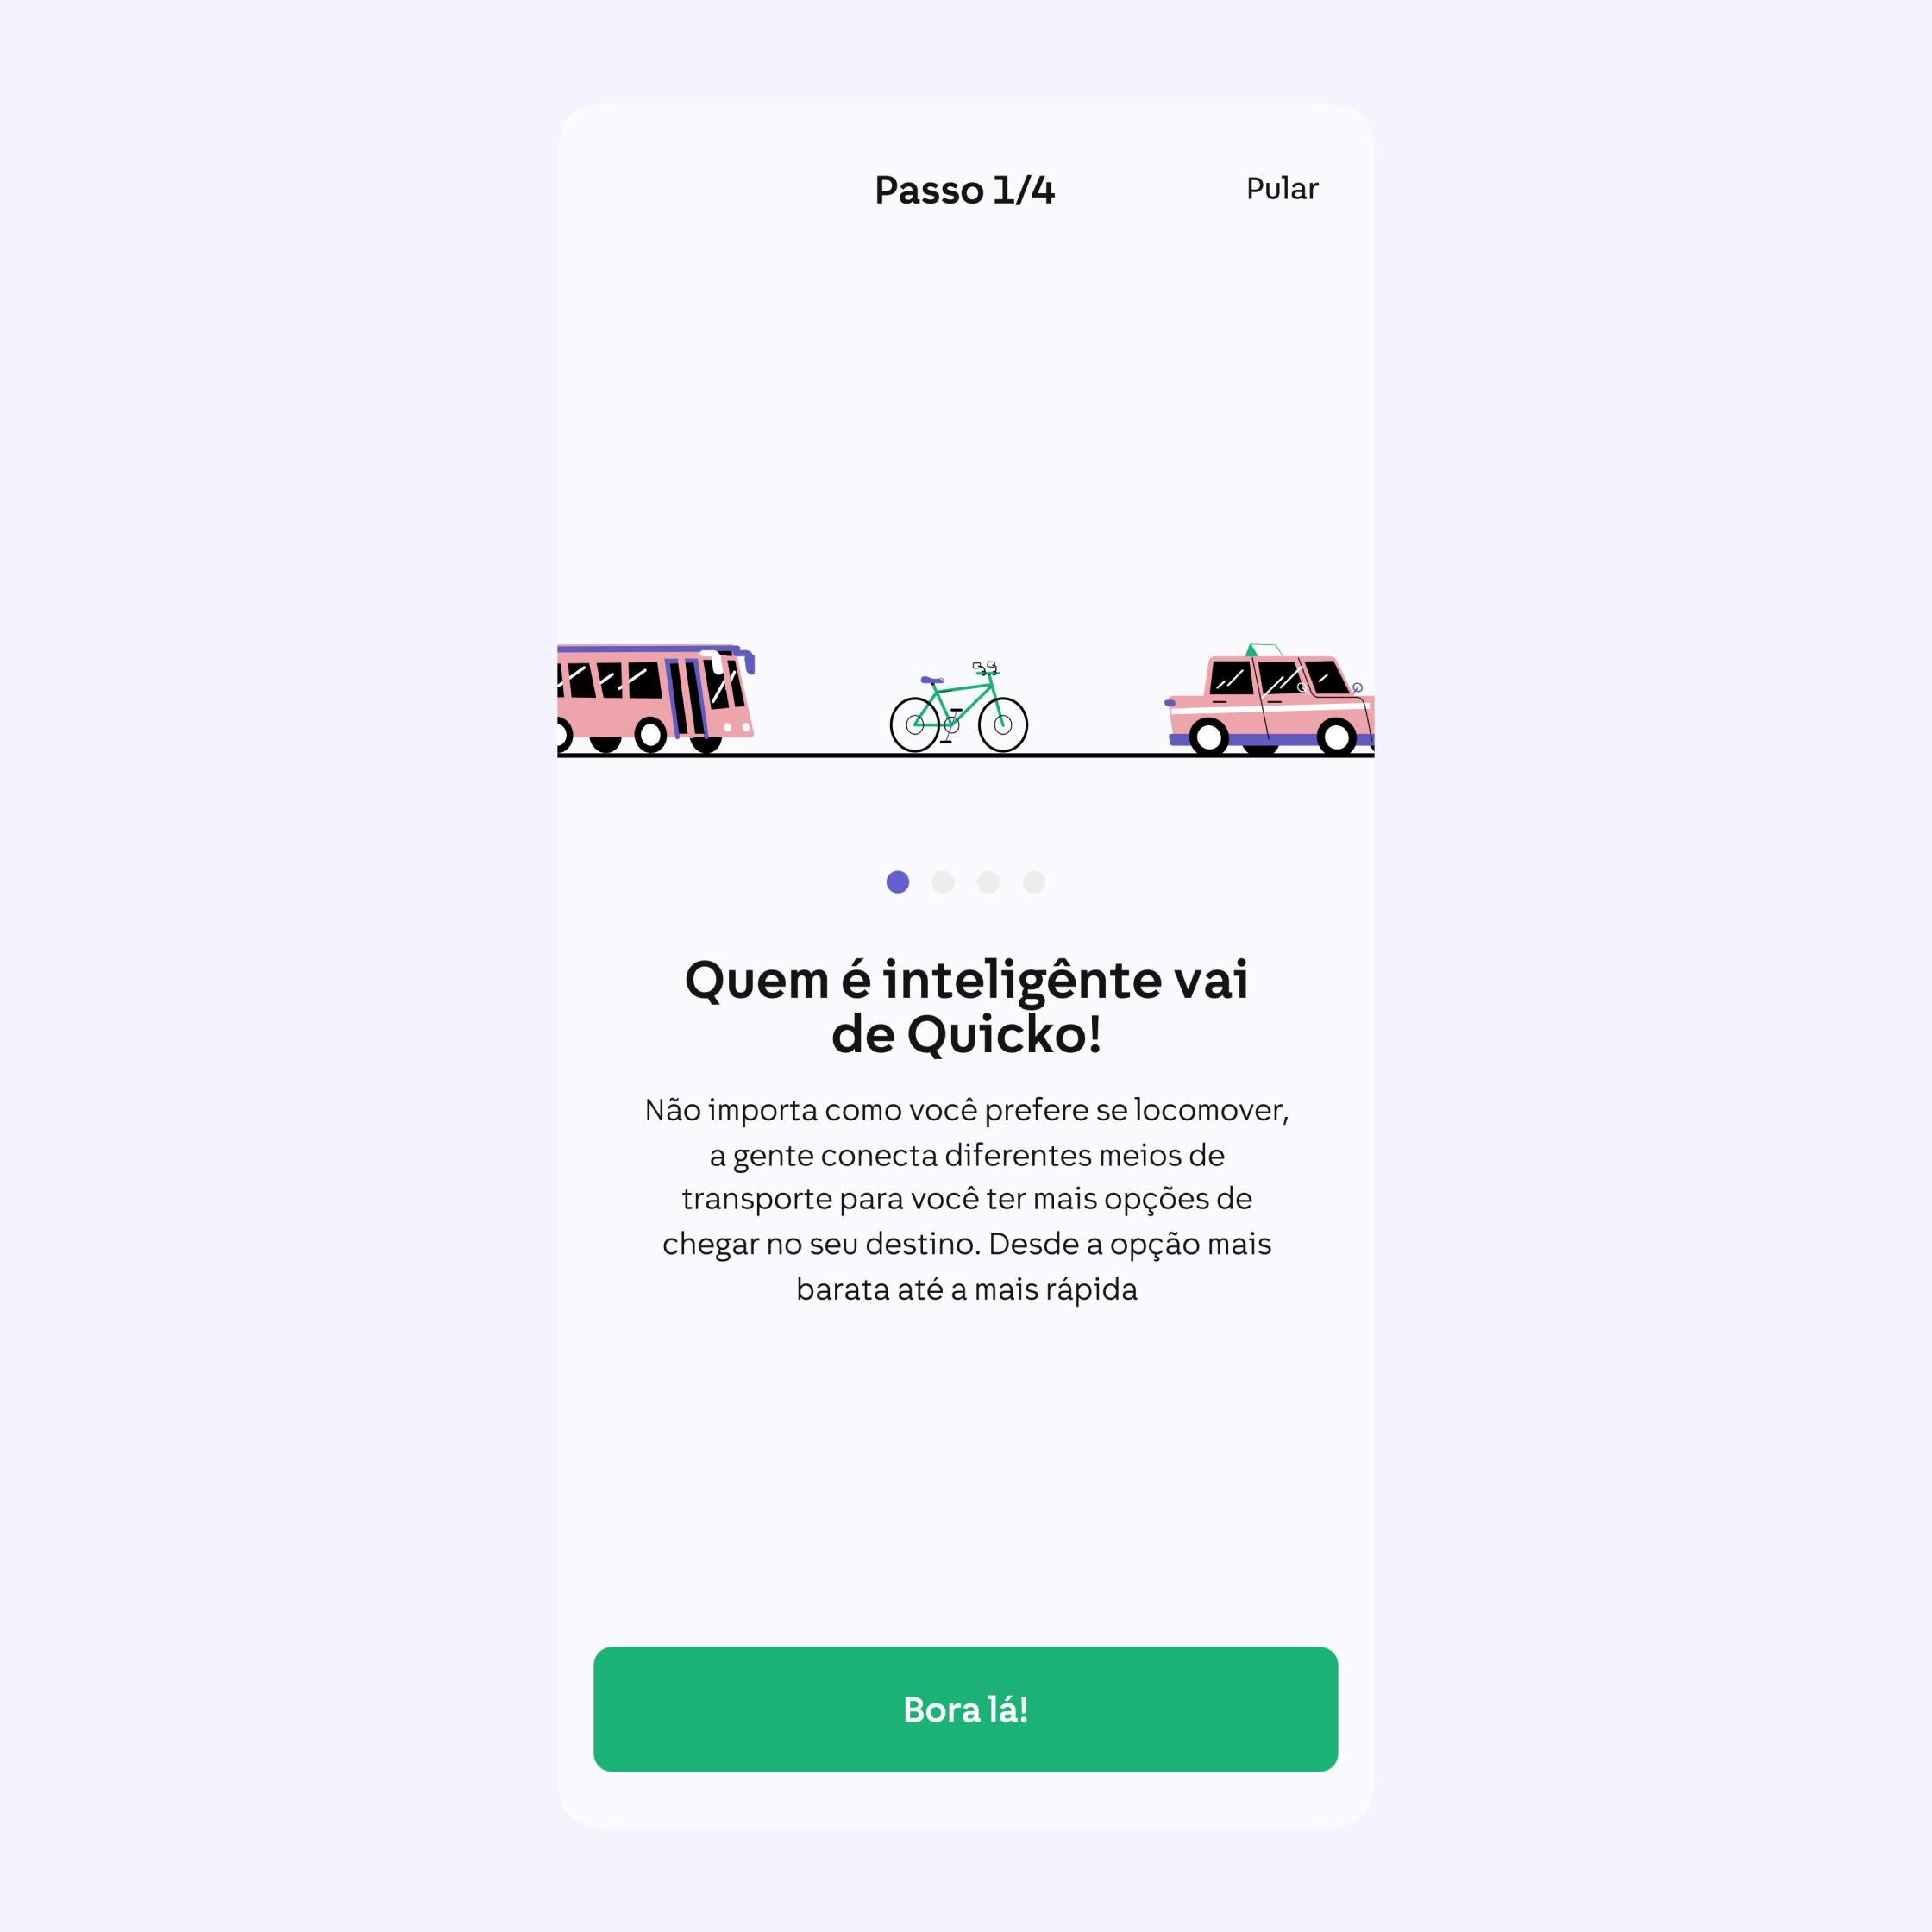 Passo 1/4
Pular
Quem é inteligênte vai
de Quicko!
Não importa como você prefere se locomover,
a gente conecta diferentes meios de
transporte para você ter mais opções de
chegar no seu destino. Desde a opção mais
barata até a mais rápida
Bora lá!